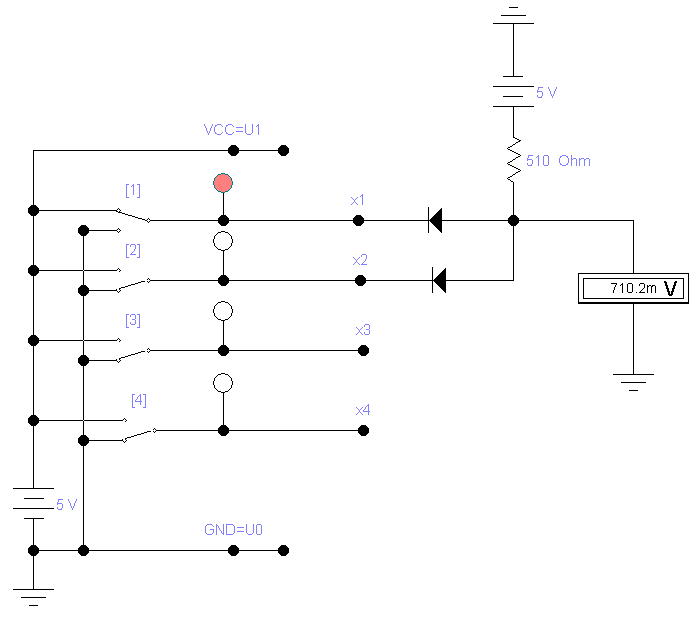 5 V
VCC=U1
510 Ohm
[1]
x1
[2]
x2
710.2m V
[3]
x3
[4]
x4
5 V
GND=U0